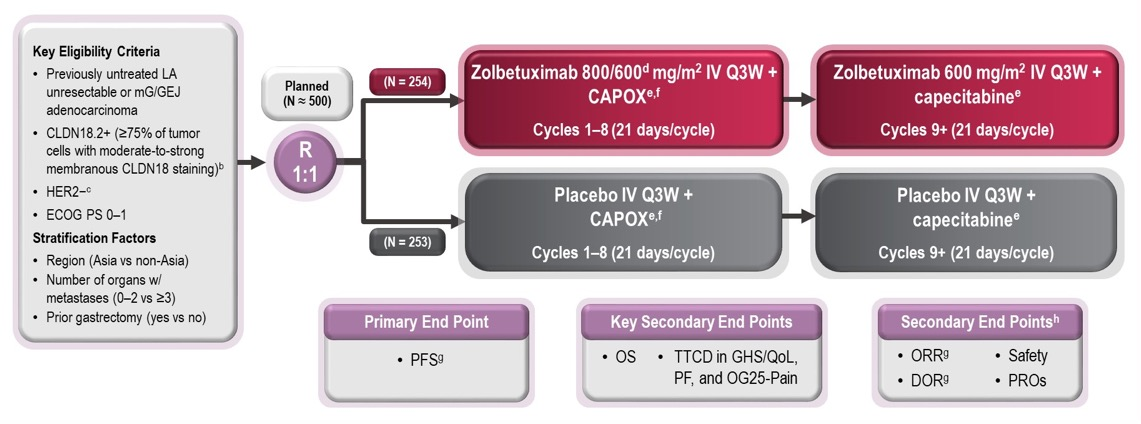 Key Eligibility Criteria
• Previously untreated LA
unresectable or mG/GEJ
adenocarcinoma
• CLDN18.2+ (≥75% of tumor
cells with moderate-to-strong
membranous CLDN18 staining)ᵇ
• HER2–ᶜ
• ECOG PS 0–1
Stratification Factors
• Region (Asia vs non-Asia)
• Number of organs w/
metastases (0–2 vs ≥3)
• Prior gastrectomy (yes vs no)
Planned
(N ≈ 500)
R
1:1
(N = 254)
Zolbetuximab 800/600ᵈ mg/m² IV Q3W +
CAPOXᵉ,ᶠ
Cycles 1–8 (21 days/cycle)
Zolbetuximab 600 mg/m² IV Q3W +
capecitabineᵉ
Cycles 9+ (21 days/cycle)
(N = 253)
Placebo IV Q3W +
CAPOXᵉ,ᶠ
Cycles 1–8 (21 days/cycle)
Placebo IV Q3W +
capecitabineᵉ
Cycles 9+ (21 days/cycle)
Primary End Point
• PFSᵍ
Key Secondary End Points
• OS
• TTCD in GHS/QoL,
PF, and OG25-Pain
Secondary End Pointsʰ
• ORRᵍ
• DORᵍ
• Safety
• PROs